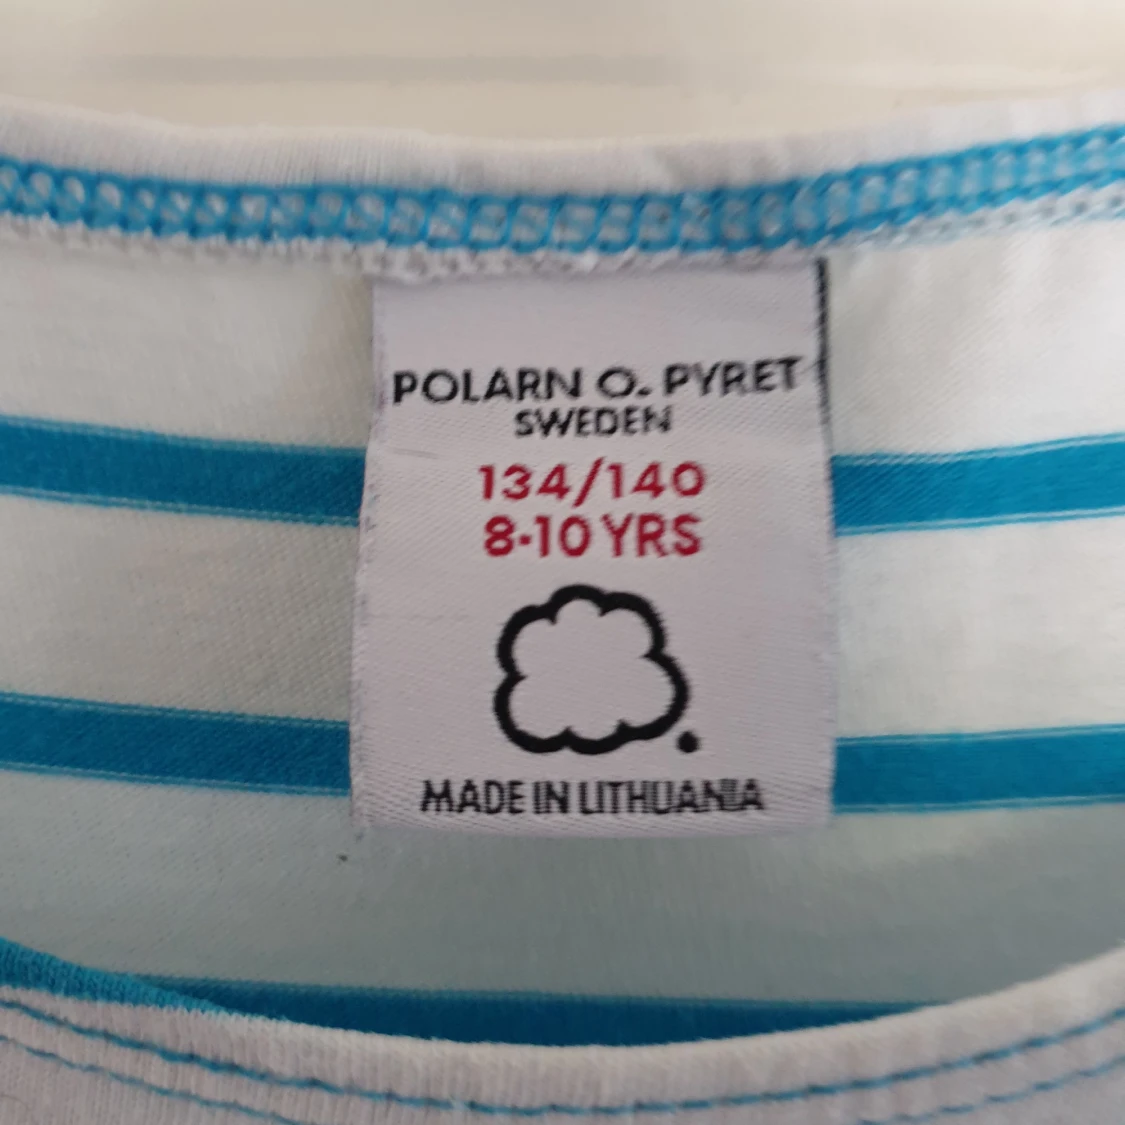 POLARN O. PYRET
SWEDEN
134/140
8-10 YRS
MADE IN LITHUANIA